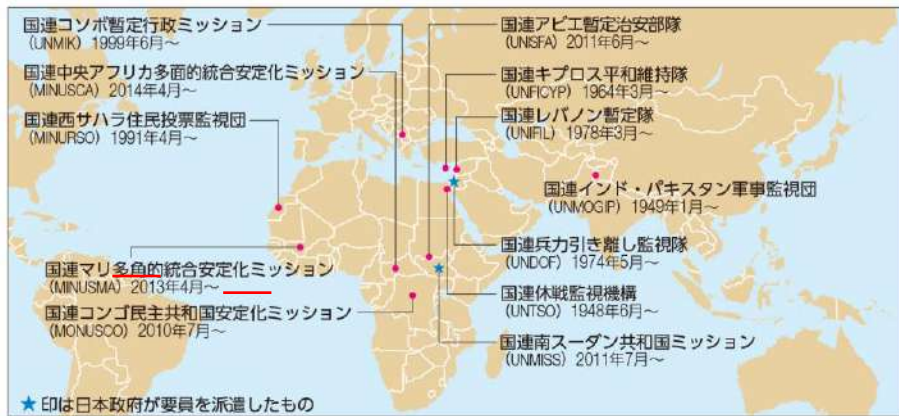 国連コソボ暫定行政ミッション
(UNMIK) 1999年6月～
国連中央アフリカ多面的統合安定化ミッション
(MINUSCA) 2014年4月～
国連西サハラ住民投票監視団
(MINURSO) 1991年4月～
国連マリ多角的統合安定化ミッション
(MINUSMA) 2013年4月～
国連コンゴ民主共和国安定化ミッション
(MONUSCO) 2010年7月～
国連アビエ暫定治安部隊
(UNISFA) 2011年6月～
国連キプロス平和維持隊
(UNFICYP) 1964年3月～
国連レバノン暫定隊
(UNIFIL) 1978年3月～
国連インド・パキスタン軍事監視団
(UNMOGIP) 1949年1月～
国連兵力引き離し監視隊
(UNDOF) 1974年5月～
国連休戦監視機構
(UNTSO) 1948年6月～
国連南スーダン共和国ミッション
(UNMISS) 2011年7月～
★印は日本政府が要員を派遣したもの